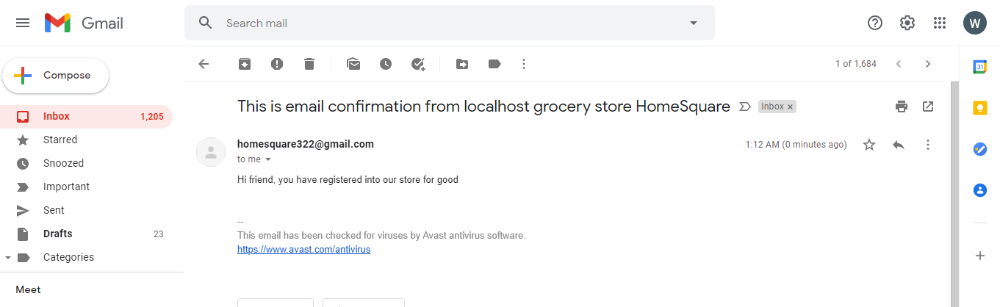 Gmail
Search mail
W
Compose
1 of 1,684
31
Inbox 1,205
Starred
Snoozed
Important
Sent
Drafts 23
Categories
Meet
This is email confirmation from localhost grocery store HomeSquare Inbox x
homesquare322@gmail.com 1:12 AM (0 minutes ago)
to me
Hi friend, you have registered into our store for good
--
This email has been checked for viruses by Avast antivirus software.
https://www.avast.com/antivirus